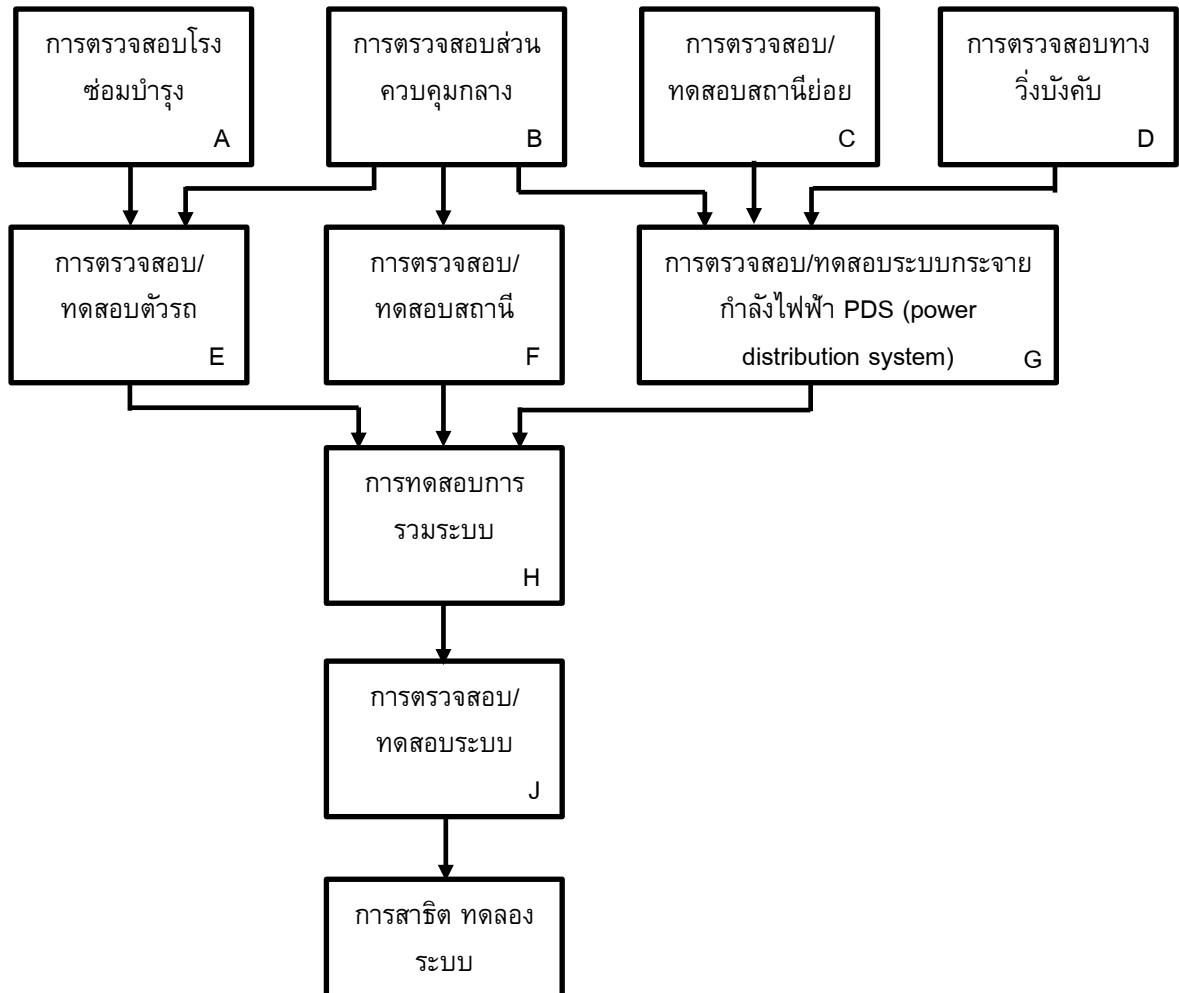 การตรวจสอบโรง
ซ่อมบำรุง
A
การตรวจสอบส่วน
ควบคุมกลาง
B
การตรวจสอบ/
ทดสอบสถานีย่อย
C
การตรวจสอบทาง
วิ่งบังคับ
D
การตรวจสอบ/
ทดสอบตัวรถ
E
การตรวจสอบ/
ทดสอบสถานี
F
การตรวจสอบ/ทดสอบระบบกระจาย
กำลังไฟฟ้า PDS (power
distribution system)
G
การทดสอบการ
รวมระบบ
H
การตรวจสอบ/
ทดสอบระบบ
J
การสาธิต ทดลอง
ระบบ